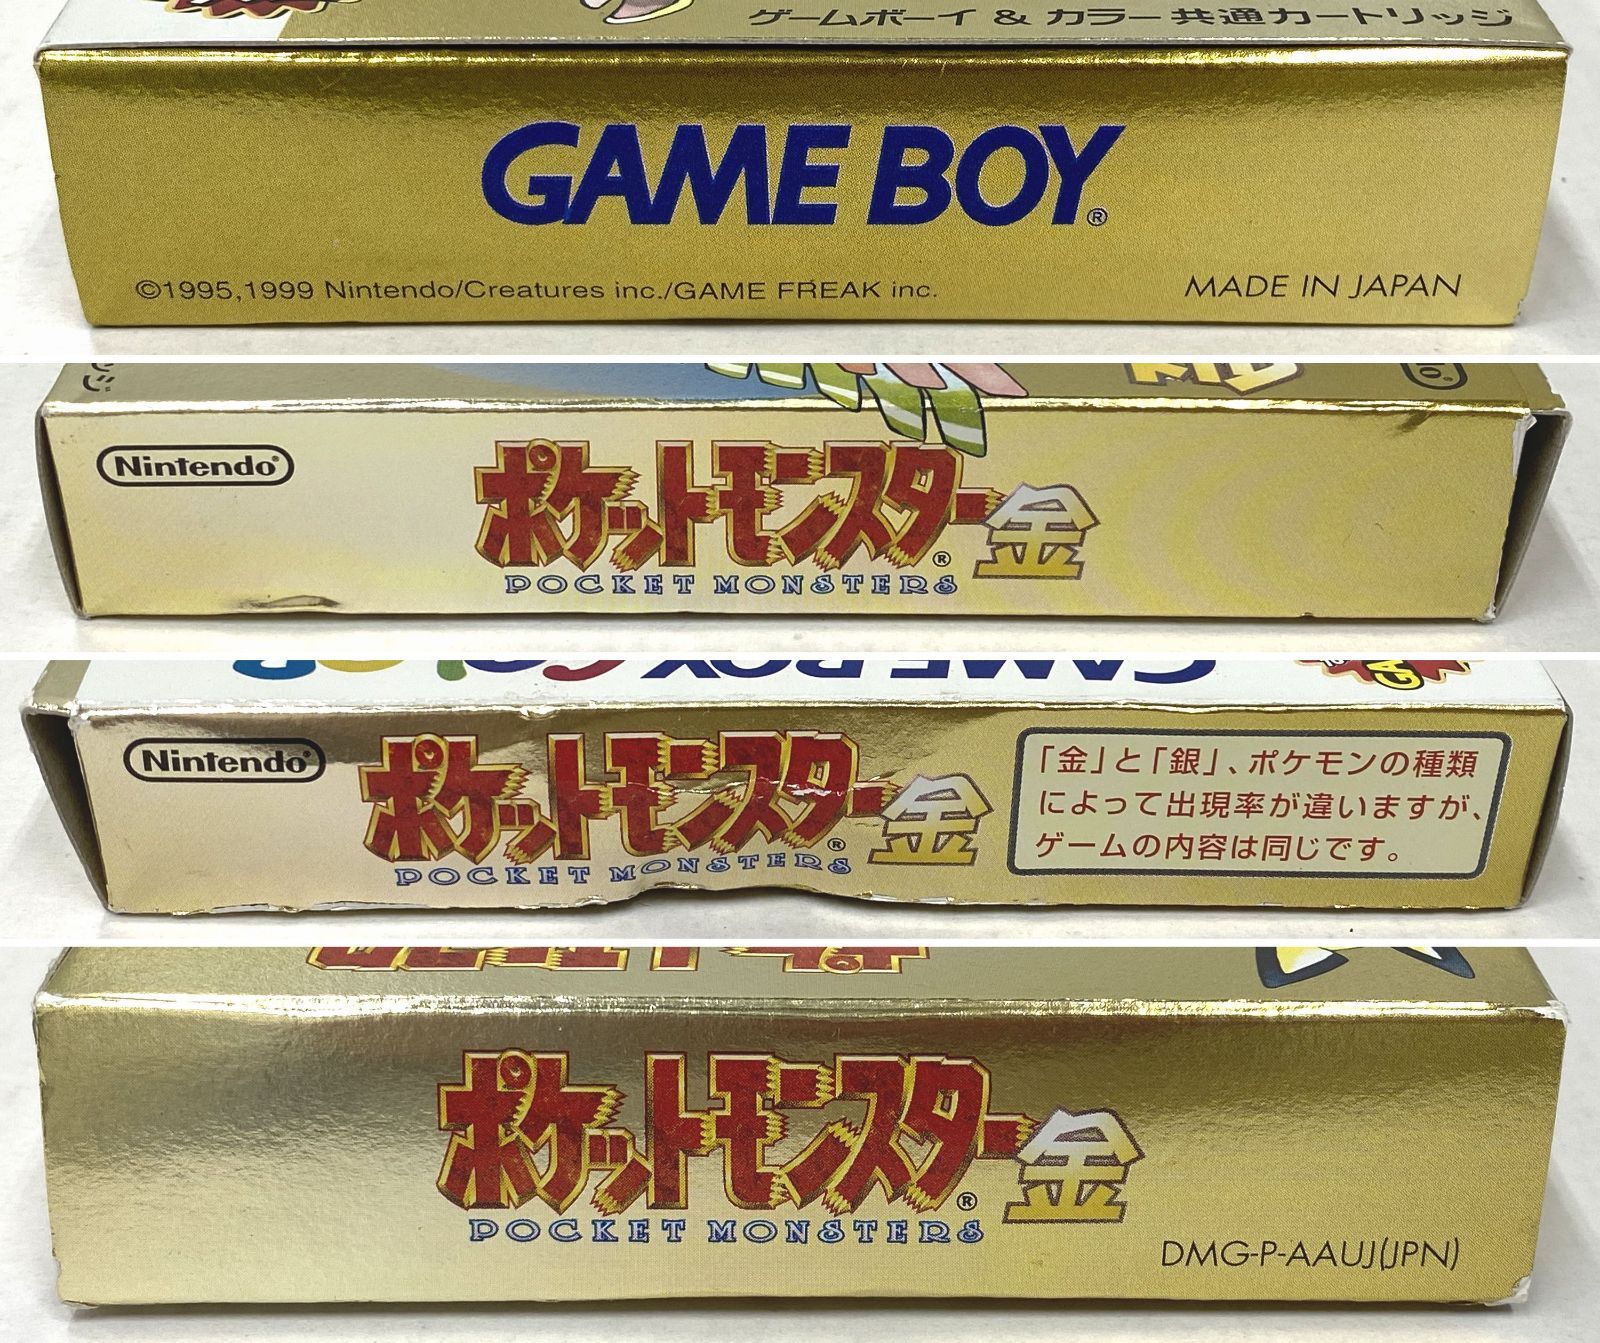 ゲームボーイ & カラー共通カートリッジ
GAME BOY®
©1995,1999 Nintendo/Creatures inc./GAME FREAK inc.
MADE IN JAPAN
Nintendo®
ポケットモンスター®金
POCKET MONSTERS
GAME BOY COLOR
Nintendo®
ポケットモンスター®金
POCKET MONSTERS
「金」と「銀」、ポケモンの種類
によって出現率が違いますが、
ゲームの内容は同じです。
ポケットモンスター®金
POCKET MONSTERS
DMG-P-AAUJ(JPN)